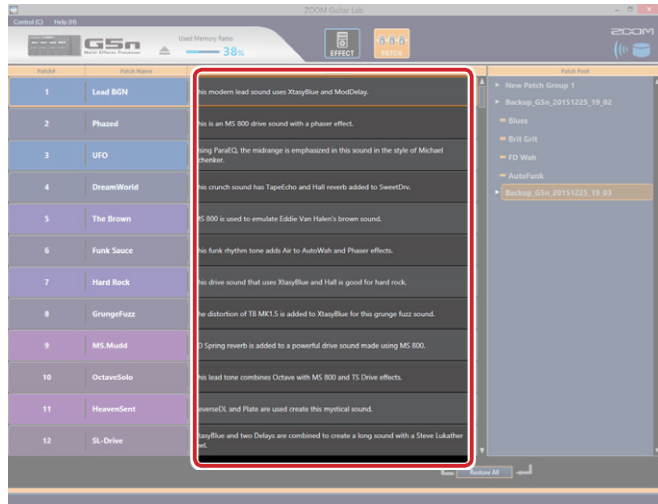 ZOOM Guitar Lab
Control (C) Help (H)
G5n
Multi-Effects Processor
Used Memory Ratio:
38%
EFFECT
PATCH
ZOOM
Patch# Patch Name Patch Pool
1 Lead BGN his modern lead sound uses XtasyBlue and ModDelay.
2 Phazed his is an MS 800 drive sound with a phaser effect.
3 UFO sing ParaEQ, the midrange is emphasized in this sound in the style of Michael
chenker.
4 DreamWorld his crunch sound has TapeEcho and Hall reverb added to SweetDrv.
5 The Brown MS 800 is used to emulate Eddie Van Halen's brown sound.
6 Funk Sauce his funk rhythm tone adds Air to AutoWah and Phaser effects.
7 Hard Rock his drive sound that uses XtasyBlue and Hall is good for hard rock.
8 GrungeFuzz he distortion of TB MK1.5 is added to XtasyBlue for this grunge fuzz sound.
9 MS.Mudd D Spring reverb is added to a powerful drive sound made using MS 800.
10 OctaveSolo his lead tone combines Octave with MS 800 and TS Drive effects.
11 HeavenSent everseDL and Plate are used create this mystical sound.
12 SL-Drive tasyBlue and two Delays are combined to create a long sound with a Steve Lukather
eel.
New Patch Group 1
Backup_G5n_20151225_19_02
Blues
Brit Grit
FD Wah
AutoFunk
Backup_G5n_20151225_19_03
Restore All